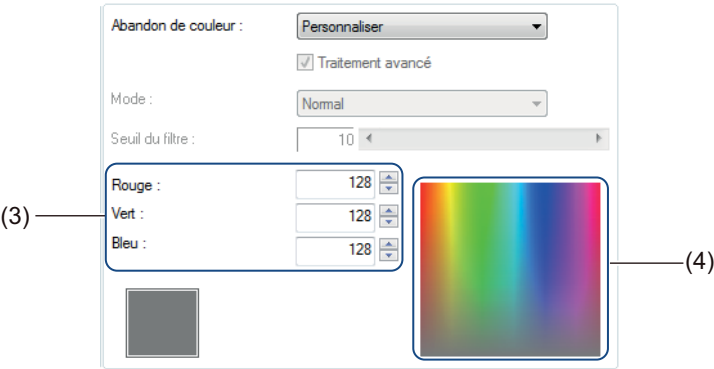 Abandon de couleur : Personnaliser
Traitement avancé
Mode : Normal
Seuil du filtre : 10
Rouge : 128
(3) Vert : 128
Bleu : 128
(4)